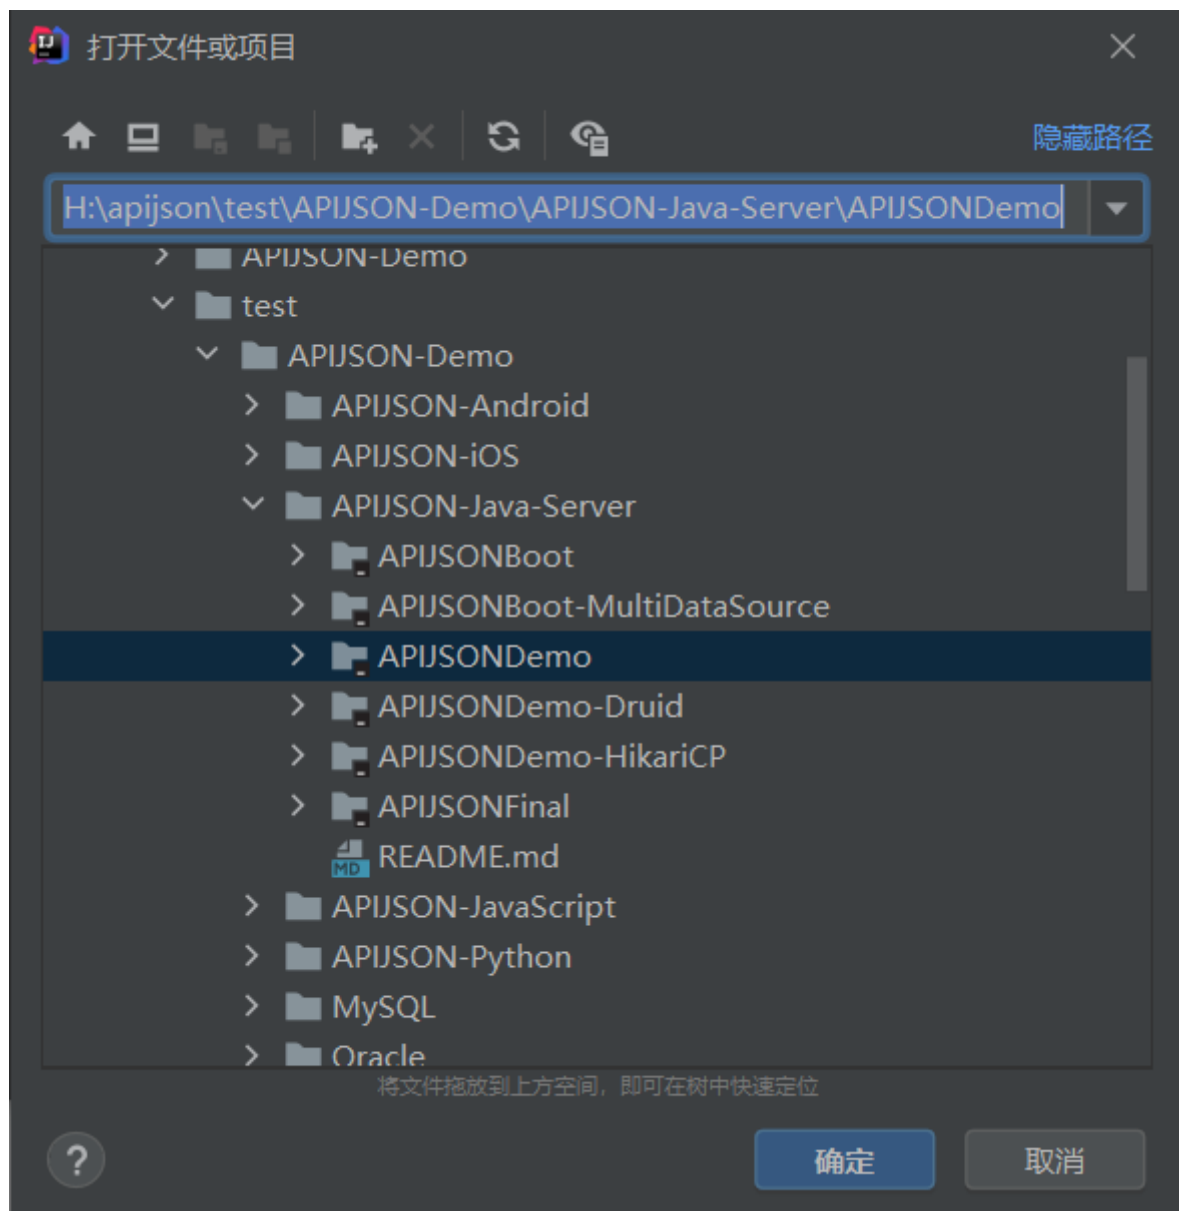 打开文件或项目
隐藏路径
H:\apijson\test\APIJSON-Demo\APIJSON-Java-Server\APIJSONDemo
APIJSON-Demo
test
APIJSON-Demo
APIJSON-Android
APIJSON-iOS
APIJSON-Java-Server
APIJSONBoot
APIJSONBoot-MultiDataSource
APIJSONDemo
APIJSONDemo-Druid
APIJSONDemo-HikariCP
APIJSONFinal
MD README.md
APIJSON-JavaScript
APIJSON-Python
MySQL
Oracle
将文件拖放到上方空间，即可在树中快速定位
? 确定 取消